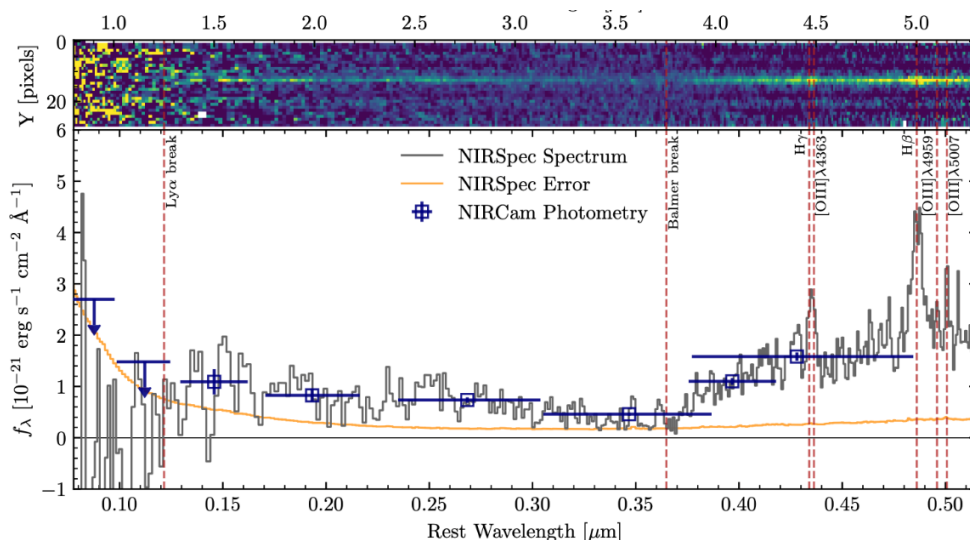 1.0 1.5 2.0 2.5 3.0 3.5 4.0 4.5 5.0
0
20
Y [pixels]
6
5
4
3
2
1
0
−1
fλ [10⁻²¹ erg s⁻¹ cm⁻² Å⁻¹]
NIRSpec Spectrum
NIRSpec Error
NIRCam Photometry
Lyα break
Balmer break
Hγ
[OIII]λ4363
Hβ
[OIII]λ4959
[OIII]λ5007
0.10 0.15 0.20 0.25 0.30 0.35 0.40 0.45 0.50
Rest Wavelength [μm]